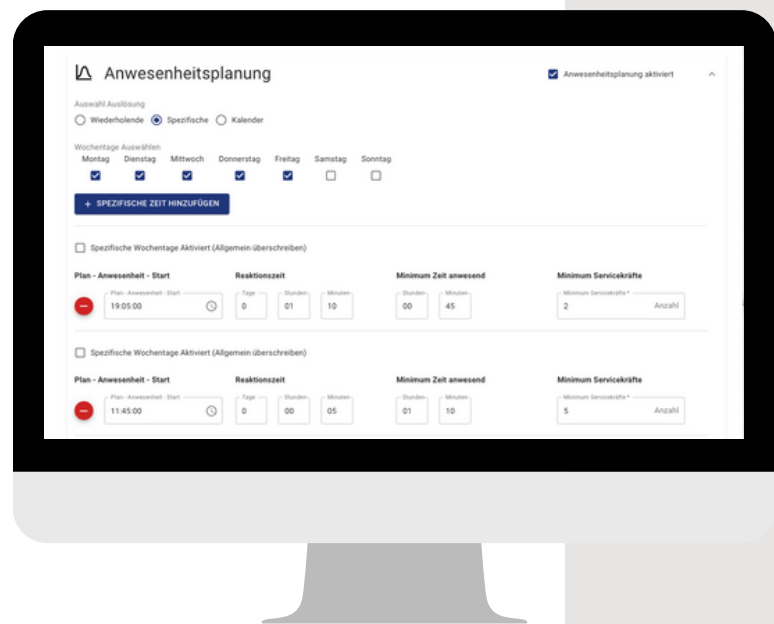 Anwesenheitsplanung
Anwesenheitsplanung aktiviert
Auswahl Auslösung
Wiederholende Spezifische Kalender
Wochentage Auswählen
Montag Dienstag Mittwoch Donnerstag Freitag Samstag Sonntag
+ SPEZIFISCHE ZEIT HINZUFÜGEN
Spezifische Wochentage Aktiviert (Allgemein überschreiben)
Plan - Anwesenheit - Start Reaktionszeit Minimum Zeit anwesend Minimum Servicekräfte
Plan - Anwesenheit - Start Tage Stunden Minuten Stunden Minuten Minimum Servicekräfte *
19:05:00 0 01 10 00 45 2 Anzahl
Spezifische Wochentage Aktiviert (Allgemein überschreiben)
Plan - Anwesenheit - Start Reaktionszeit Minimum Zeit anwesend Minimum Servicekräfte
Plan - Anwesenheit - Start Tage Stunden Minuten Stunden Minuten Minimum Servicekräfte *
11:45:00 0 00 05 01 10 5 Anzahl